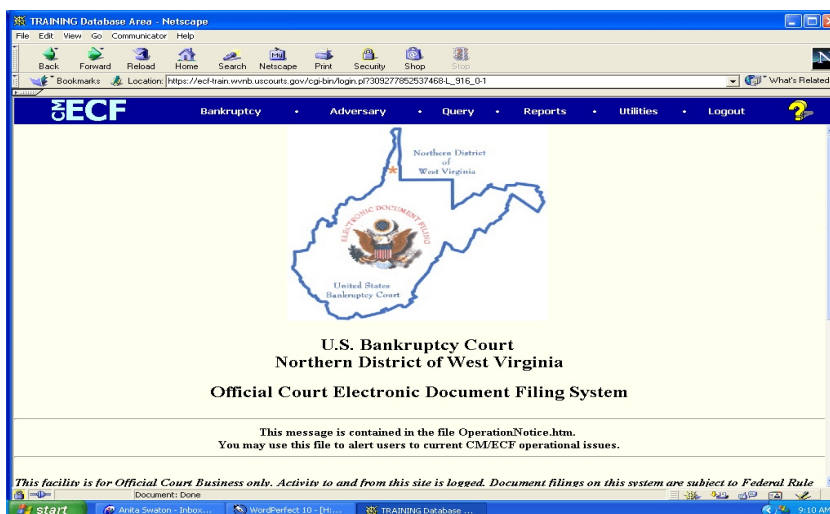 TRAINING Database Area - Netscape
File Edit View Go Communicator Help
Back Forward Reload Home Search Netscape Print Security Shop Stop
Bookmarks Location: https://ecf-train.wvnb.uscourts.gov/cgi-bin/login.pl?309277852537468-L_916_0-1 What's Related
CM ECF Bankruptcy • Adversary • Query • Reports • Utilities • Logout ?
Northern District
of
West Virginia
ELECTRONIC DOCUMENT FILING
United States
Bankruptcy Court
U.S. Bankruptcy Court
Northern District of West Virginia
Official Court Electronic Document Filing System
This message is contained in the file OperationNotice.htm.
You may use this file to alert users to current CM/ECF operational issues.
This facility is for Official Court Business only. Activity to and from this site is logged. Document filings on this system are subject to Federal Rule
Document: Done
start Anita Swaton - Inbox... WordPerfect 10 - [H:... TRAINING Database ... 9:10 AM